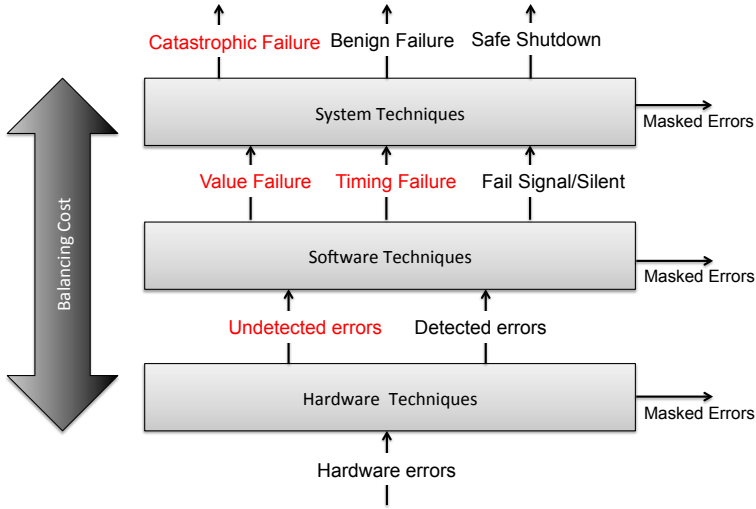 Catastrophic Failure Benign Failure Safe Shutdown
System Techniques
Masked Errors
Value Failure Timing Failure Fail Signal/Silent
Balancing Cost
Software Techniques
Masked Errors
Undetected errors Detected errors
Hardware Techniques
Masked Errors
Hardware errors